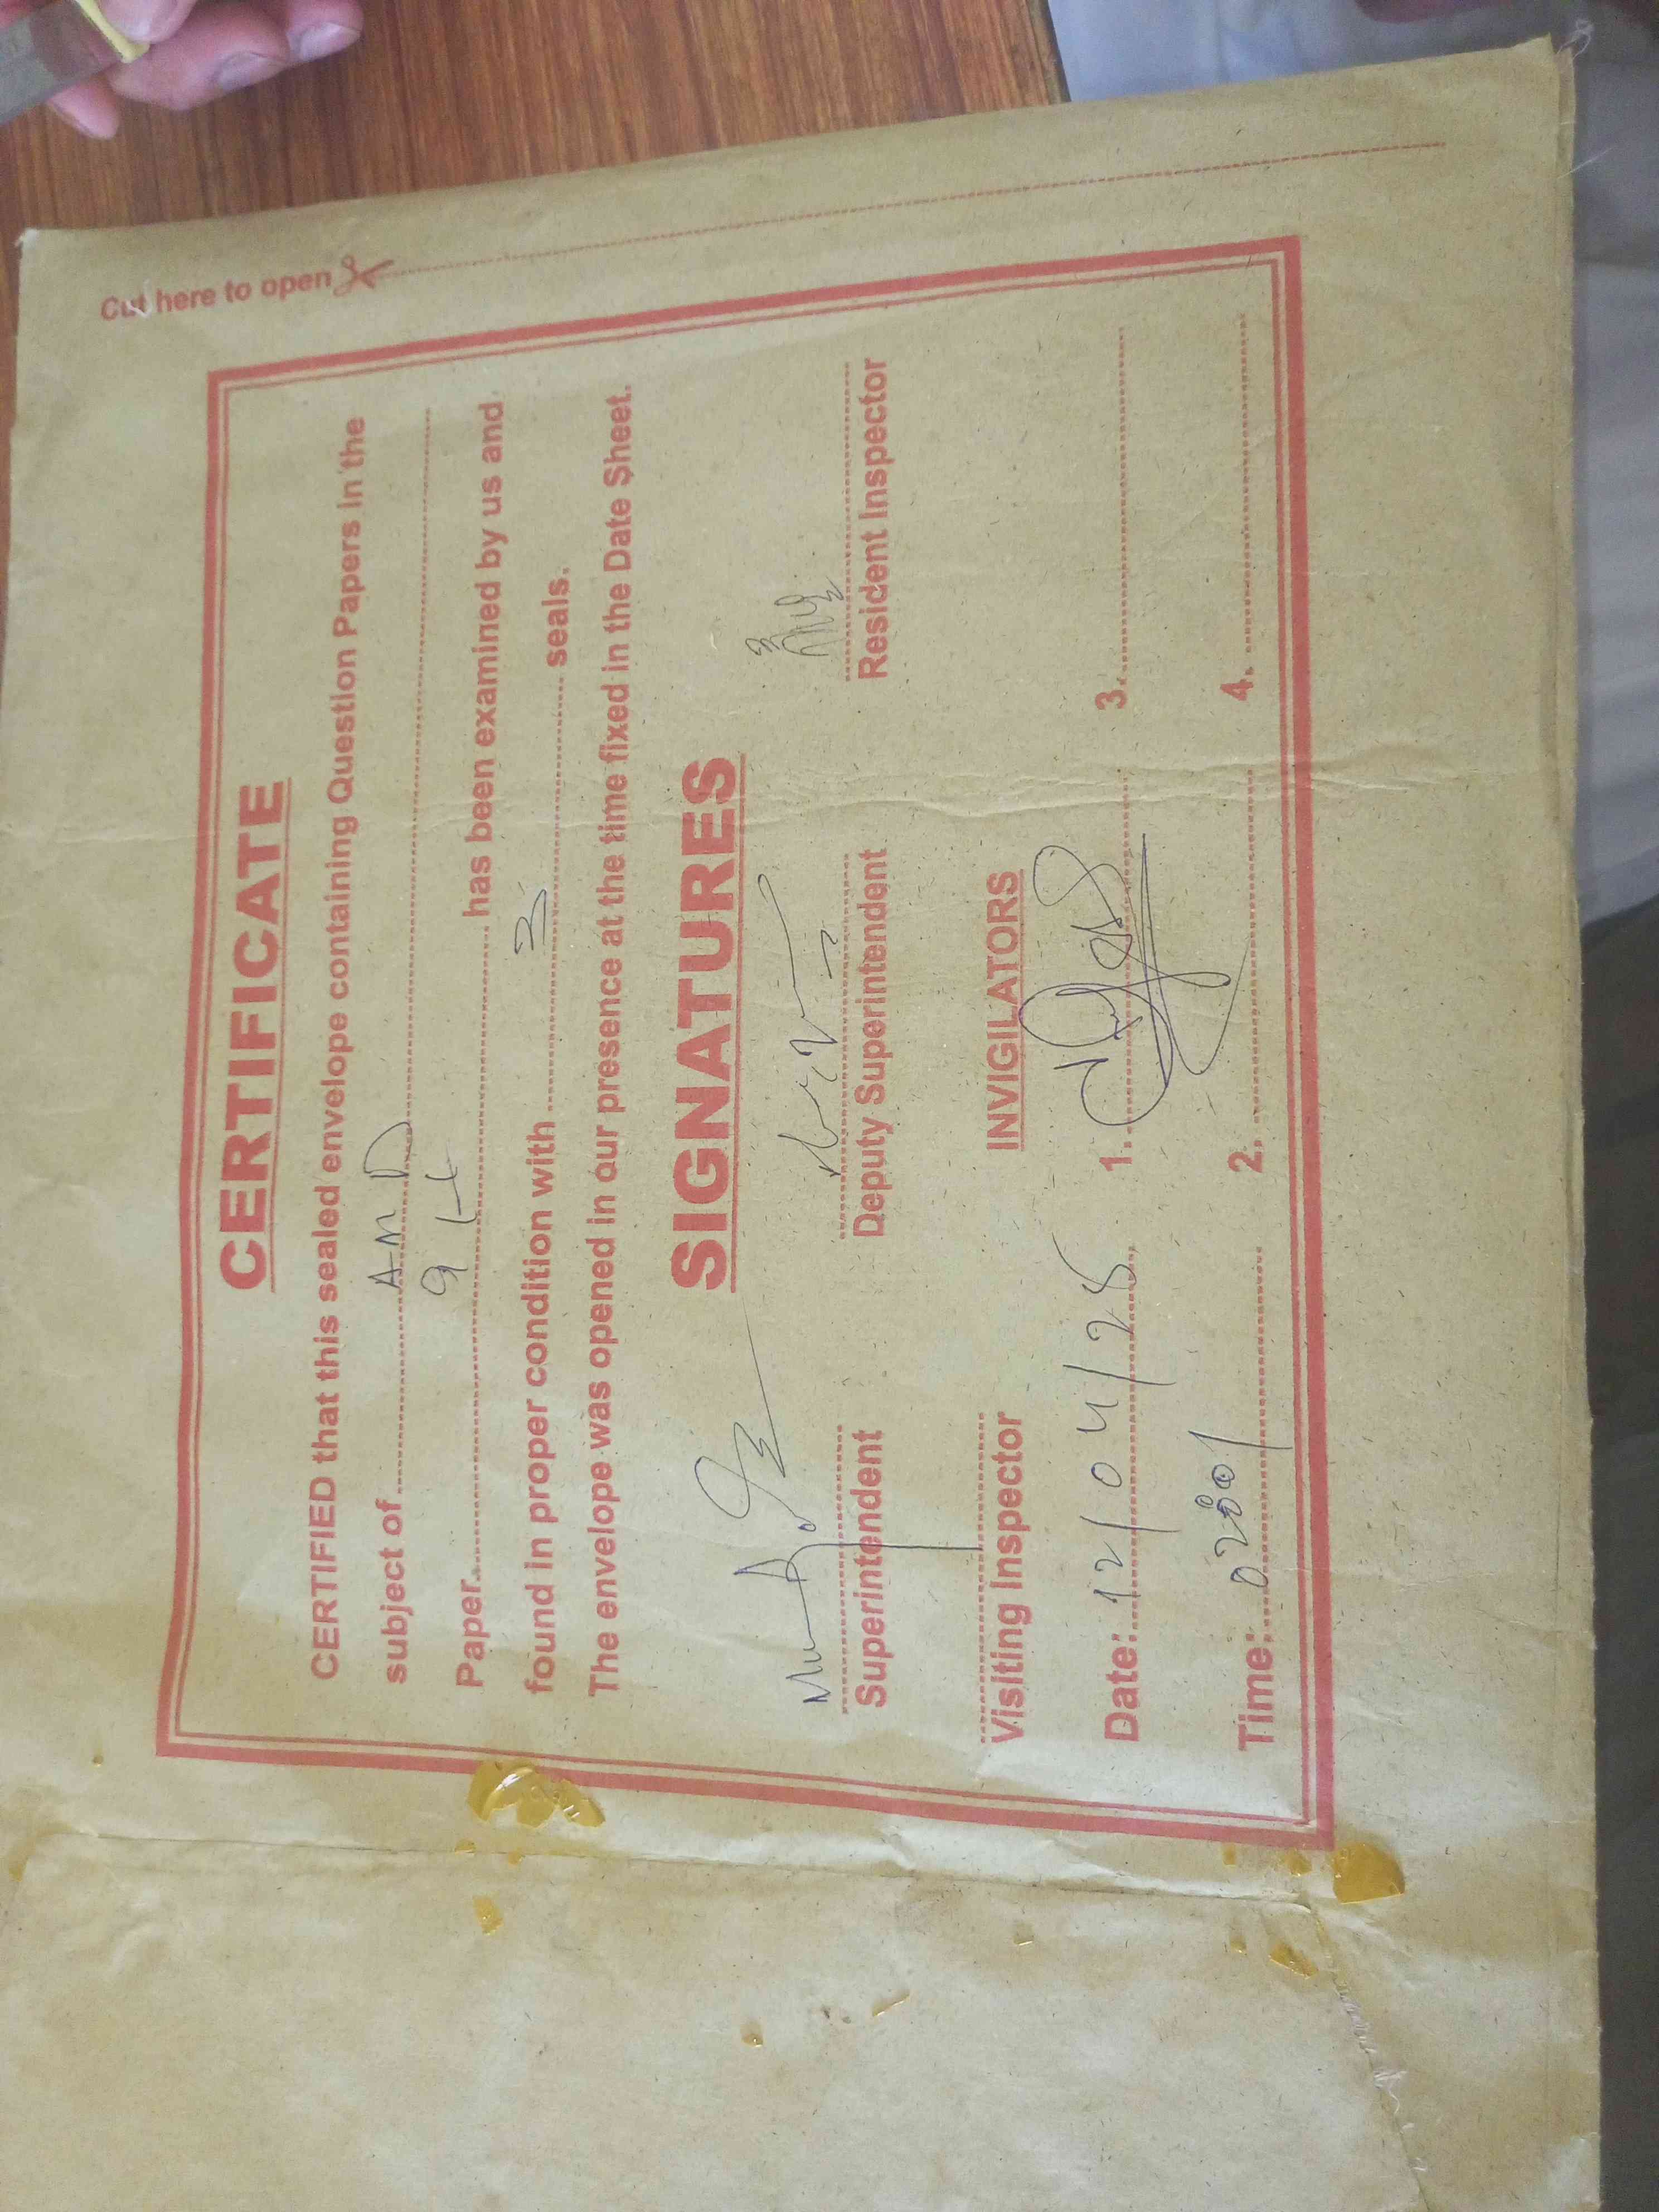 Cut here to open
CERTIFICATE
CERTIFIED that this sealed envelope containing Question Papers in the
subject of
Paper has been examined by us and
found in proper condition with 3 seals.
The envelope was opened in our presence at the time fixed in the Date Sheet.
SIGNATURES
Superintendent Deputy Superintendent Resident Inspector
Visiting Inspector INVIGILATORS
Date: 12/04/25 1. 3.
Time: 2. 4.